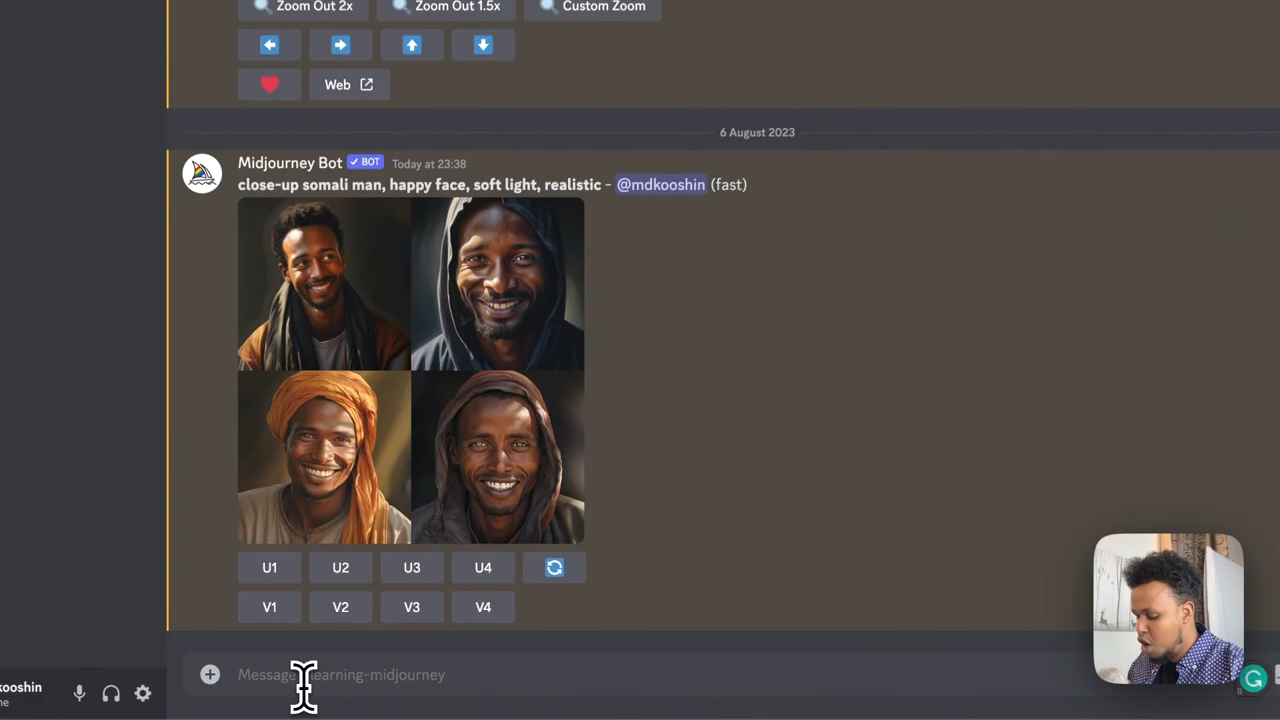 Zoom Out 2x Zoom Out 1.5x Custom Zoom
Web
6 August 2023
Midjourney Bot ✓ BOT Today at 23:38
close-up somali man, happy face, soft light, realistic - @mdkooshin (fast)
U1 U2 U3 U4
V1 V2 V3 V4
Message earning-midjourney
kooshin
ne